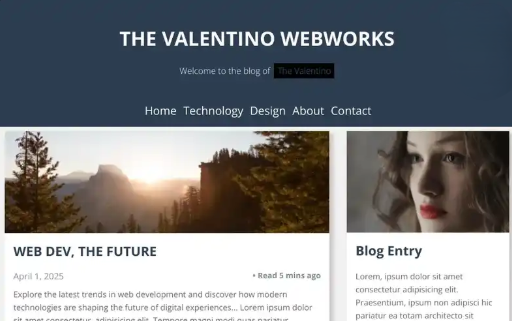 THE VALENTINO WEBWORKS
Welcome to the blog of The Valentino
Home Technology Design About Contact
WEB DEV, THE FUTURE
April 1, 2025 • Read 5 mins ago
Explore the latest trends in web development and discover how modern
technologies are shaping the future of digital experiences... Lorem ipsum dolor
sit amet consectetur, adipisicing elit. Tempore magni modi quas pariatur
Blog Entry
Lorem, ipsum dolor sit amet
consectetur adipisicing elit.
Praesentium, ipsum non adipisci hic
pariatur ea totam architecto sit